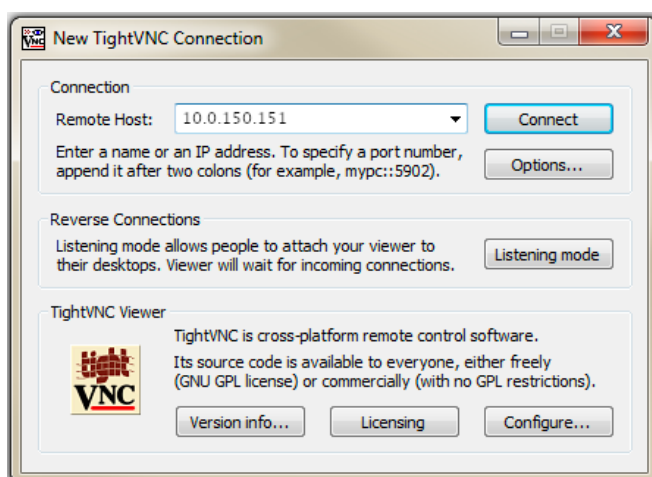 New TightVNC Connection
Connection
Remote Host: 10.0.150.151 Connect
Enter a name or an IP address. To specify a port number,
append it after two colons (for example, mypc::5902). Options...
Reverse Connections
Listening mode allows people to attach your viewer to
their desktops. Viewer will wait for incoming connections. Listening mode
TightVNC Viewer
TightVNC is cross-platform remote control software.
Its source code is available to everyone, either freely
(GNU GPL license) or commercially (with no GPL restrictions).
tight
VNC
Version info... Licensing Configure...